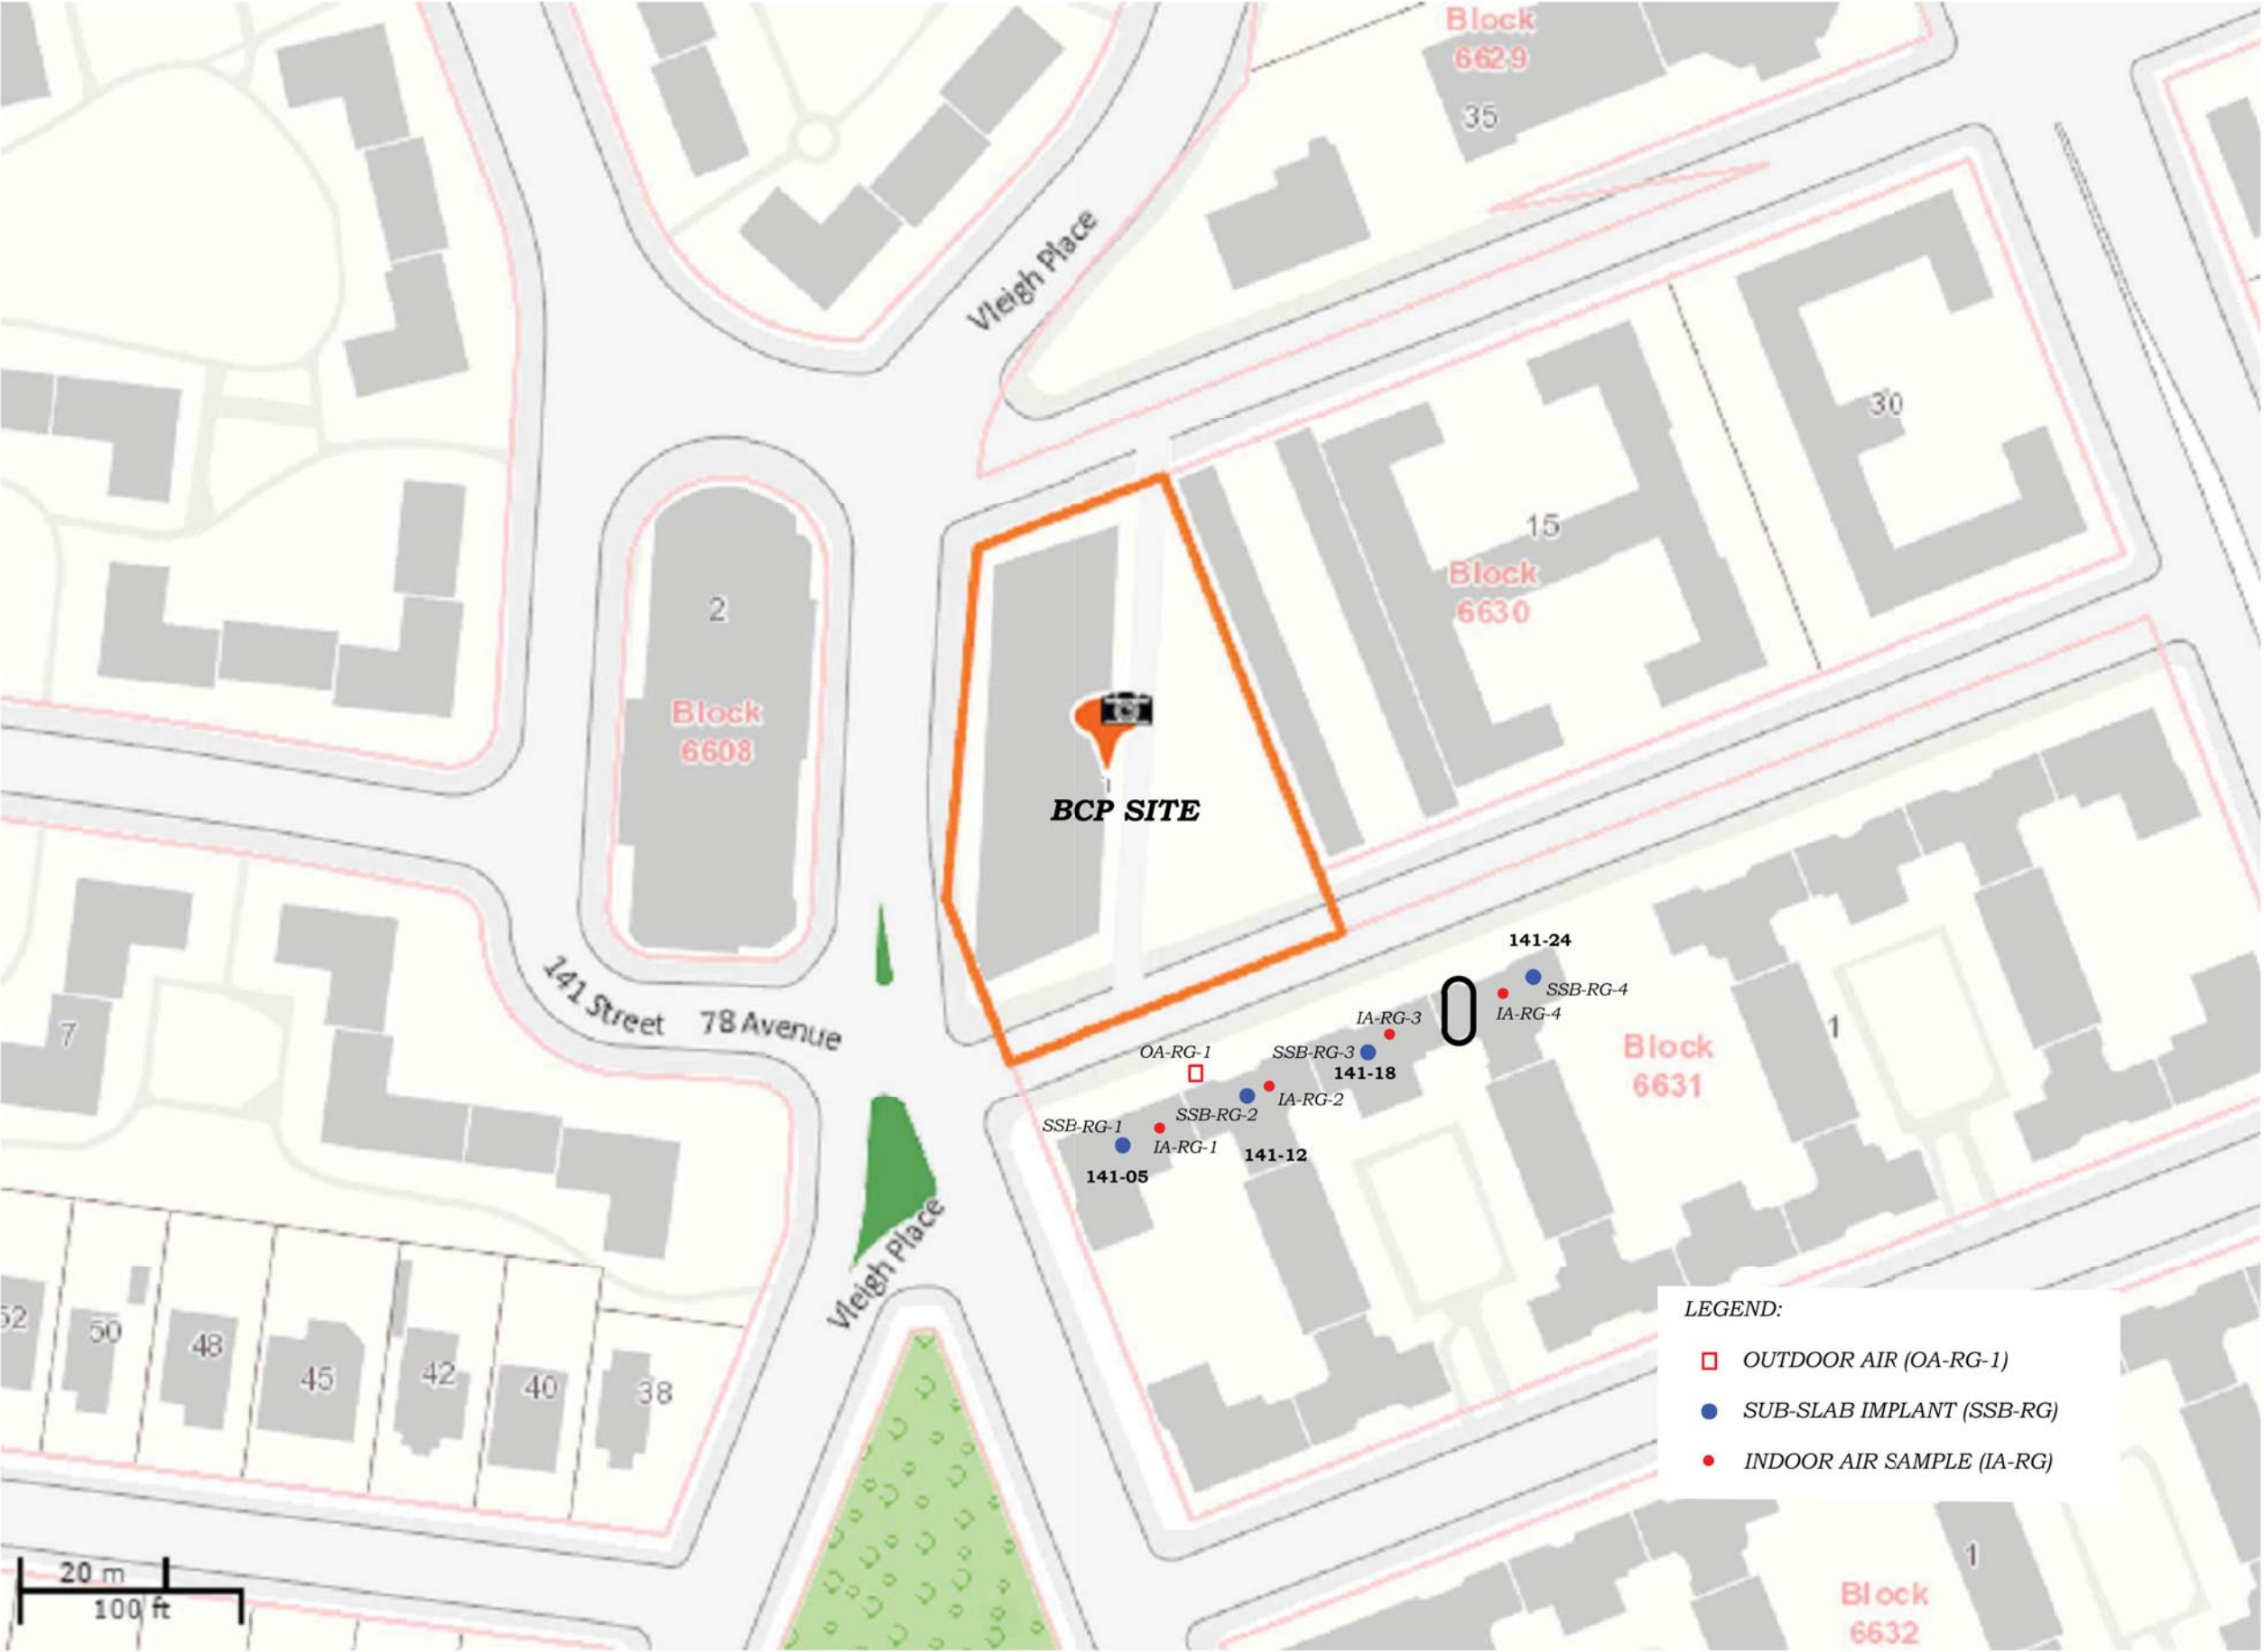 Block
6629
35
Vleigh Place
30
15
Block
6630
2
Block
6608
BCP SITE
141-24
SSB-RG-4
IA-RG-4
IA-RG-3
SSB-RG-3
141-18
OA-RG-1
IA-RG-2
SSB-RG-2
SSB-RG-1
IA-RG-1
141-12
141-05
Block
6631
1
141 Street
78 Avenue
7
Vleigh Place
52
50
48
45
42
40
38
LEGEND:
OUTDOOR AIR (OA-RG-1)
SUB-SLAB IMPLANT (SSB-RG)
INDOOR AIR SAMPLE (IA-RG)
20 m
100 ft
1
Block
6632